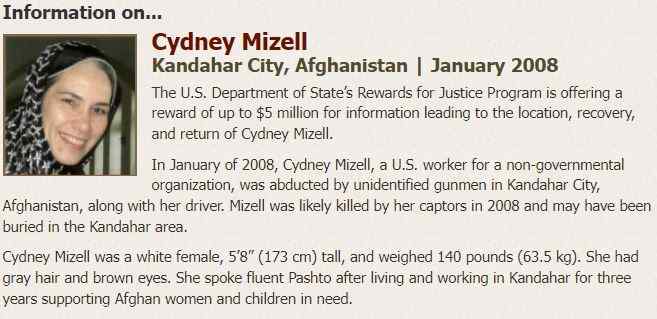 Information on...
Cydney Mizell
Kandahar City, Afghanistan | January 2008
The U.S. Department of State's Rewards for Justice Program is offering a
reward of up to $5 million for information leading to the location, recovery,
and return of Cydney Mizell.
In January of 2008, Cydney Mizell, a U.S. worker for a non-governmental
organization, was abducted by unidentified gunmen in Kandahar City,
Afghanistan, along with her driver. Mizell was likely killed by her captors in 2008 and may have been
buried in the Kandahar area.
Cydney Mizell was a white female, 5'8" (173 cm) tall, and weighed 140 pounds (63.5 kg). She had
gray hair and brown eyes. She spoke fluent Pashto after living and working in Kandahar for three
years supporting Afghan women and children in need.